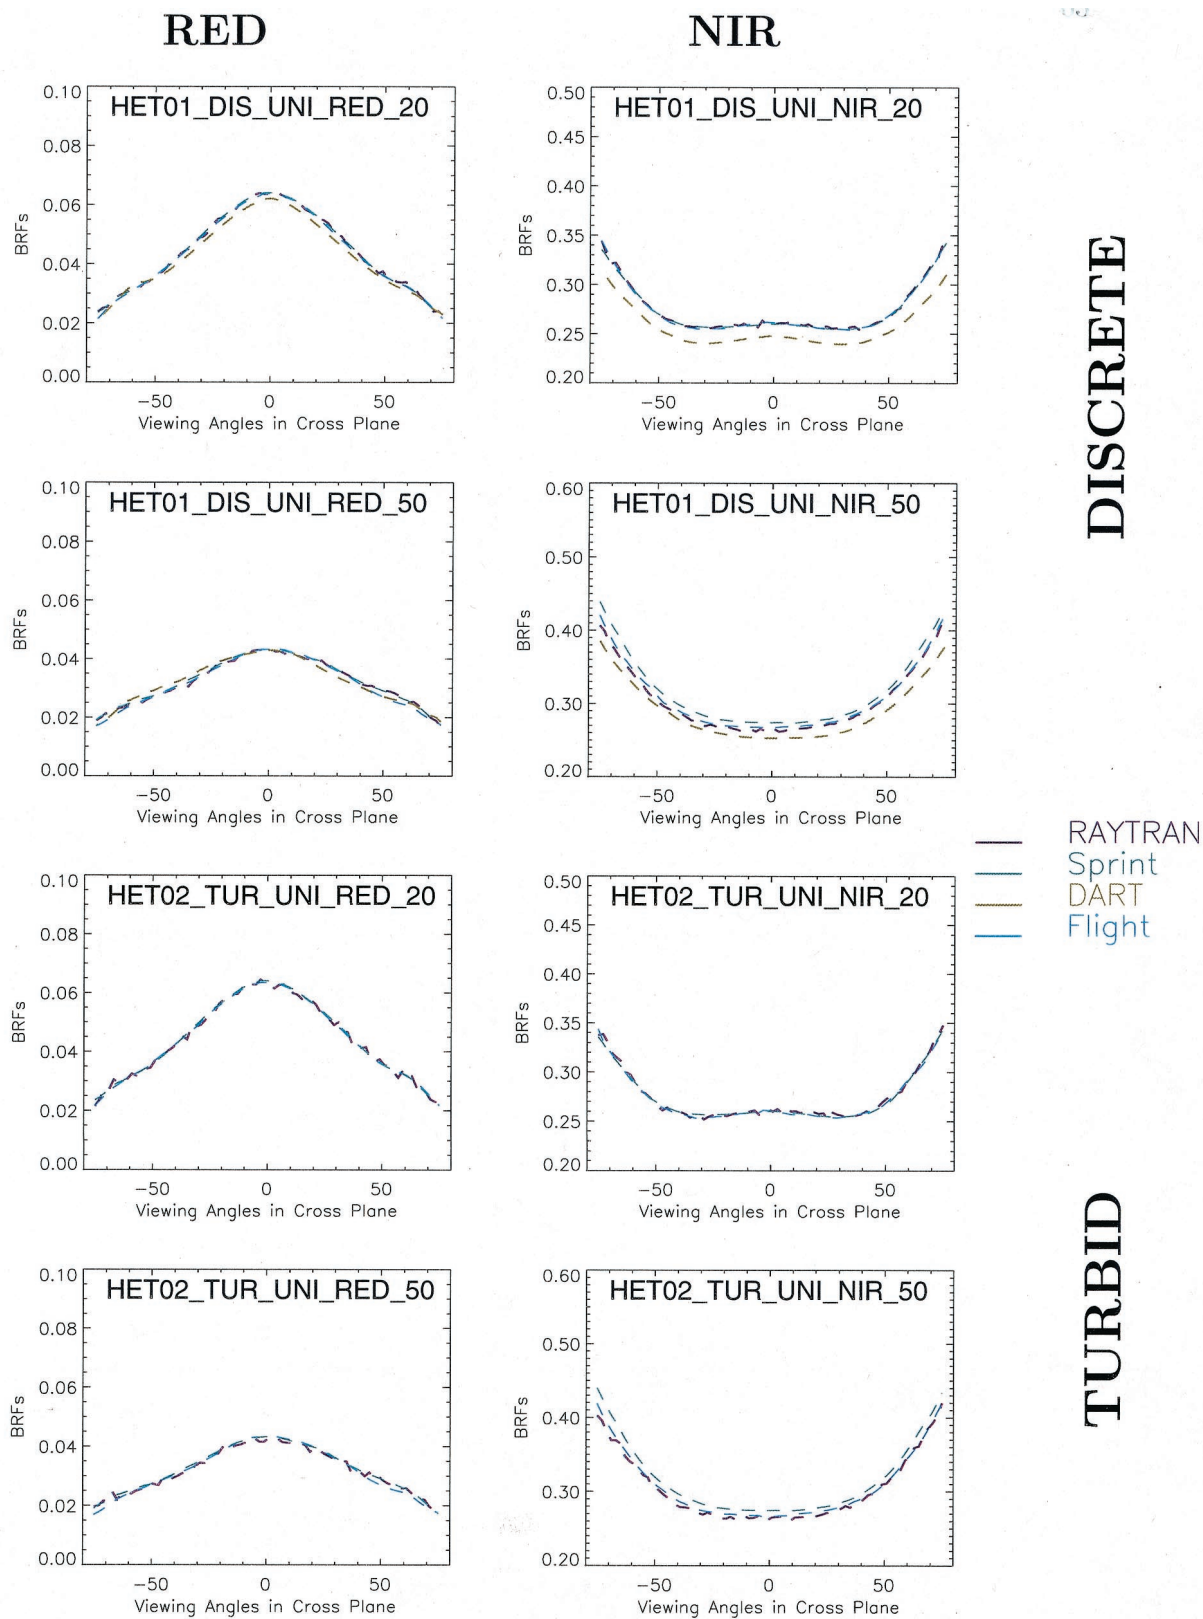 RED
NIR
HET01_DIS_UNI_RED_20
0.10
0.08
0.06
0.04
0.02
0.00
BRFs
−50 0 50
Viewing Angles in Cross Plane
HET01_DIS_UNI_NIR_20
0.50
0.45
0.40
0.35
0.30
0.25
0.20
BRFs
−50 0 50
Viewing Angles in Cross Plane
DISCRETE
HET01_DIS_UNI_RED_50
0.10
0.08
0.06
0.04
0.02
0.00
BRFs
−50 0 50
Viewing Angles in Cross Plane
HET01_DIS_UNI_NIR_50
0.60
0.50
0.40
0.30
0.20
BRFs
−50 0 50
Viewing Angles in Cross Plane
RAYTRAN
Sprint
DART
Flight
HET02_TUR_UNI_RED_20
0.10
0.08
0.06
0.04
0.02
0.00
BRFs
−50 0 50
Viewing Angles in Cross Plane
HET02_TUR_UNI_NIR_20
0.50
0.45
0.40
0.35
0.30
0.25
0.20
BRFs
−50 0 50
Viewing Angles in Cross Plane
TURBID
HET02_TUR_UNI_RED_50
0.10
0.08
0.06
0.04
0.02
0.00
BRFs
−50 0 50
Viewing Angles in Cross Plane
HET02_TUR_UNI_NIR_50
0.60
0.50
0.40
0.30
0.20
BRFs
−50 0 50
Viewing Angles in Cross Plane